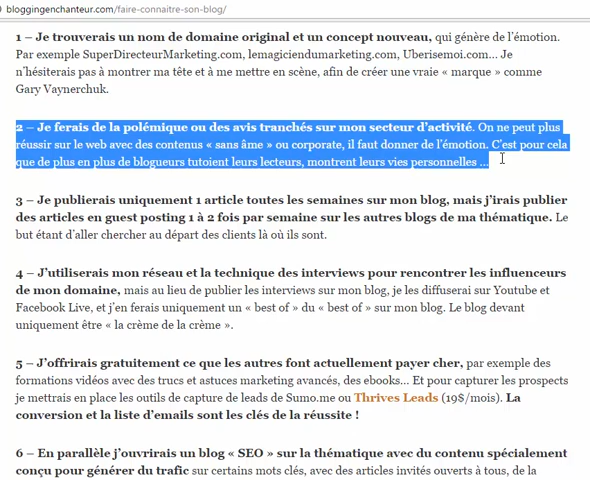 bloggingenchanteur.com/faire-connaitre-son-blog/
1 – Je trouverais un nom de domaine original et un concept nouveau, qui génère de l'émotion.
Par exemple SuperDirecteurMarketing.com, lemagiciendumarketing.com, Uberisemoi.com… Je
n'hésiterais pas à montrer ma tête et à me mettre en scène, afin de créer une vraie « marque » comme
Gary Vaynerchuk.
2 – Je ferais de la polémique ou des avis tranchés sur mon secteur d'activité. On ne peut plus
réussir sur le web avec des contenus « sans âme » ou corporate, il faut donner de l'émotion. C'est pour cela
que de plus en plus de blogueurs tutoient leurs lecteurs, montrent leurs vies personnelles …
3 – Je publierais uniquement 1 article toutes les semaines sur mon blog, mais j'irais publier
des articles en guest posting 1 à 2 fois par semaine sur les autres blogs de ma thématique. Le
but étant d'aller chercher au départ des clients là où ils sont.
4 – J'utiliserais mon réseau et la technique des interviews pour rencontrer les influenceurs
de mon domaine, mais au lieu de publier les interviews sur mon blog, je les diffuserai sur Youtube et
Facebook Live, et j'en ferais uniquement un « best of » du « best of » sur mon blog. Le blog devant
uniquement être « la crème de la crème ».
5 – J'offrirais gratuitement ce que les autres font actuellement payer cher, par exemple des
formations vidéos avec des trucs et astuces marketing avancés, des ebooks… Et pour capturer les prospects
je mettrais en place les outils de capture de leads de Sumo.me ou Thrives Leads (19$/mois). La
conversion et la liste d'emails sont les clés de la réussite !
6 – En parallèle j'ouvrirais un blog « SEO » sur la thématique avec du contenu spécialement
conçu pour générer du trafic sur certains mots clés, avec des articles invités ouverts à tous, de la